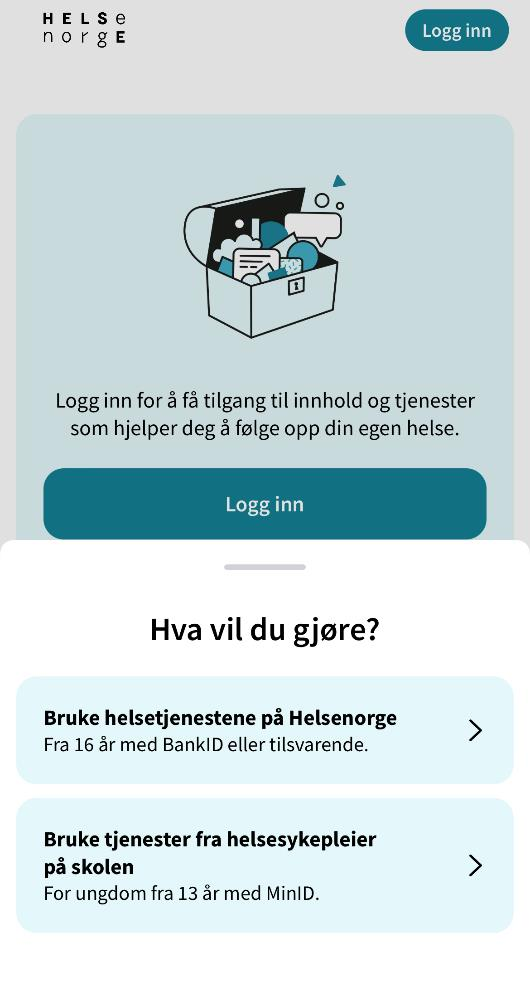 HELSe
norgE
Logg inn
Logg inn for å få tilgang til innhold og tjenester
som hjelper deg å følge opp din egen helse.
Logg inn
Hva vil du gjøre?
Bruke helsetjenestene på Helsenorge
Fra 16 år med BankID eller tilsvarende.
Bruke tjenester fra helsesykepleier
på skolen
For ungdom fra 13 år med MinID.